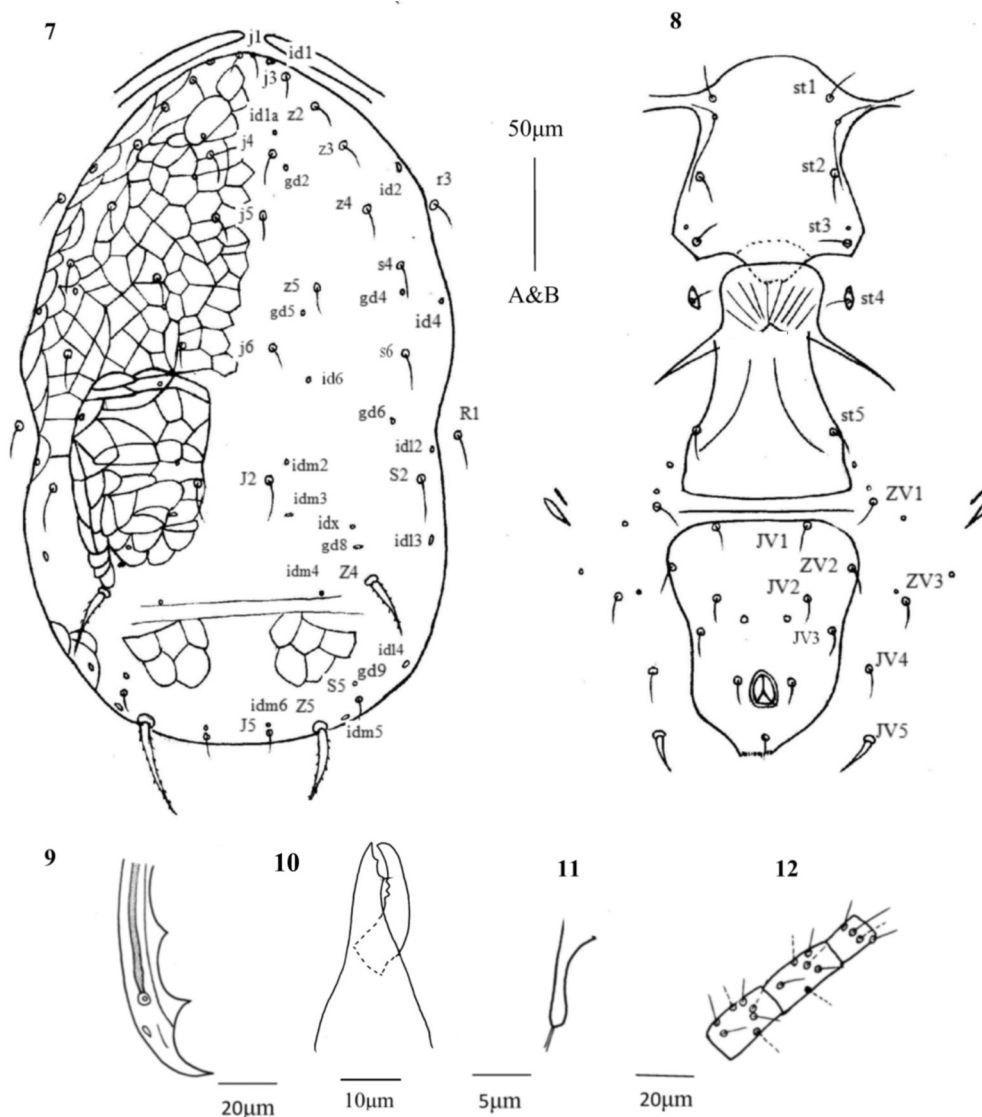 7
j1
id1
j3
id1a
z2
j4
z3
gd2
id2
r3
j5
z4
s4
z5
gd4
gd5
id4
j6
s6
id6
gd6
R1
idl2
idm2
J2
S2
idm3
idx
gd8
idl3
idm4
Z4
idl4
gd9
S5
idm6
Z5
J5
idm5
50µm
A&B
8
st1
st2
st3
st4
st5
ZV1
JV1
ZV2
JV2
ZV3
JV3
JV4
JV5
9
20µm
10
10µm
11
5µm
12
20µm